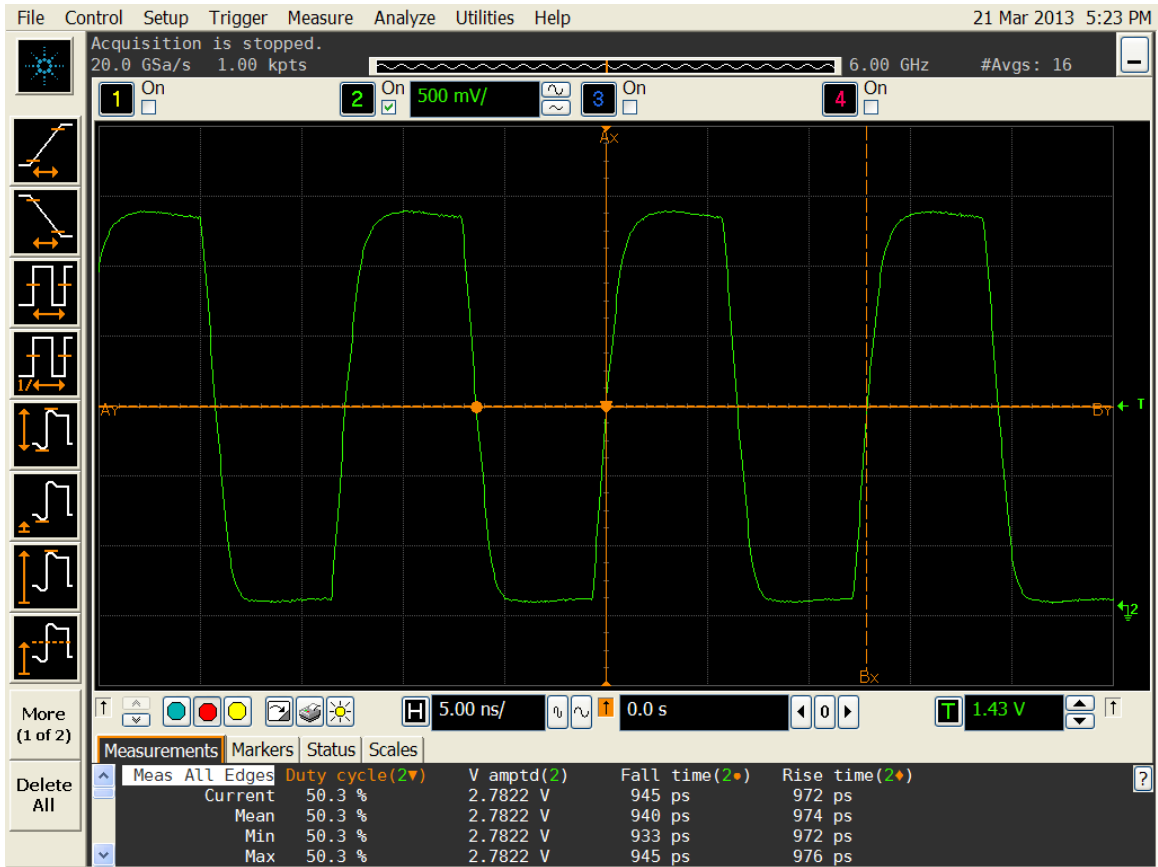 File Control Setup Trigger Measure Analyze Utilities Help 21 Mar 2013 5:23 PM
Acquisition is stopped.
20.0 GSa/s 1.00 kpts 6.00 GHz #Avgs: 16
1 On 2 On 500 mV/ 3 On 4 On
Ax
1/
AY BY T
2
Bx
More
(1 of 2)
Delete
All
H 5.00 ns/ 0.0 s 0 T 1.43 V
Measurements Markers Status Scales
Meas All Edges Duty cycle(2▼) V amptd(2) Fall time(2●) Rise time(2♦) ?
Current 50.3 % 2.7822 V 945 ps 972 ps
Mean 50.3 % 2.7822 V 940 ps 974 ps
Min 50.3 % 2.7822 V 933 ps 972 ps
Max 50.3 % 2.7822 V 945 ps 976 ps